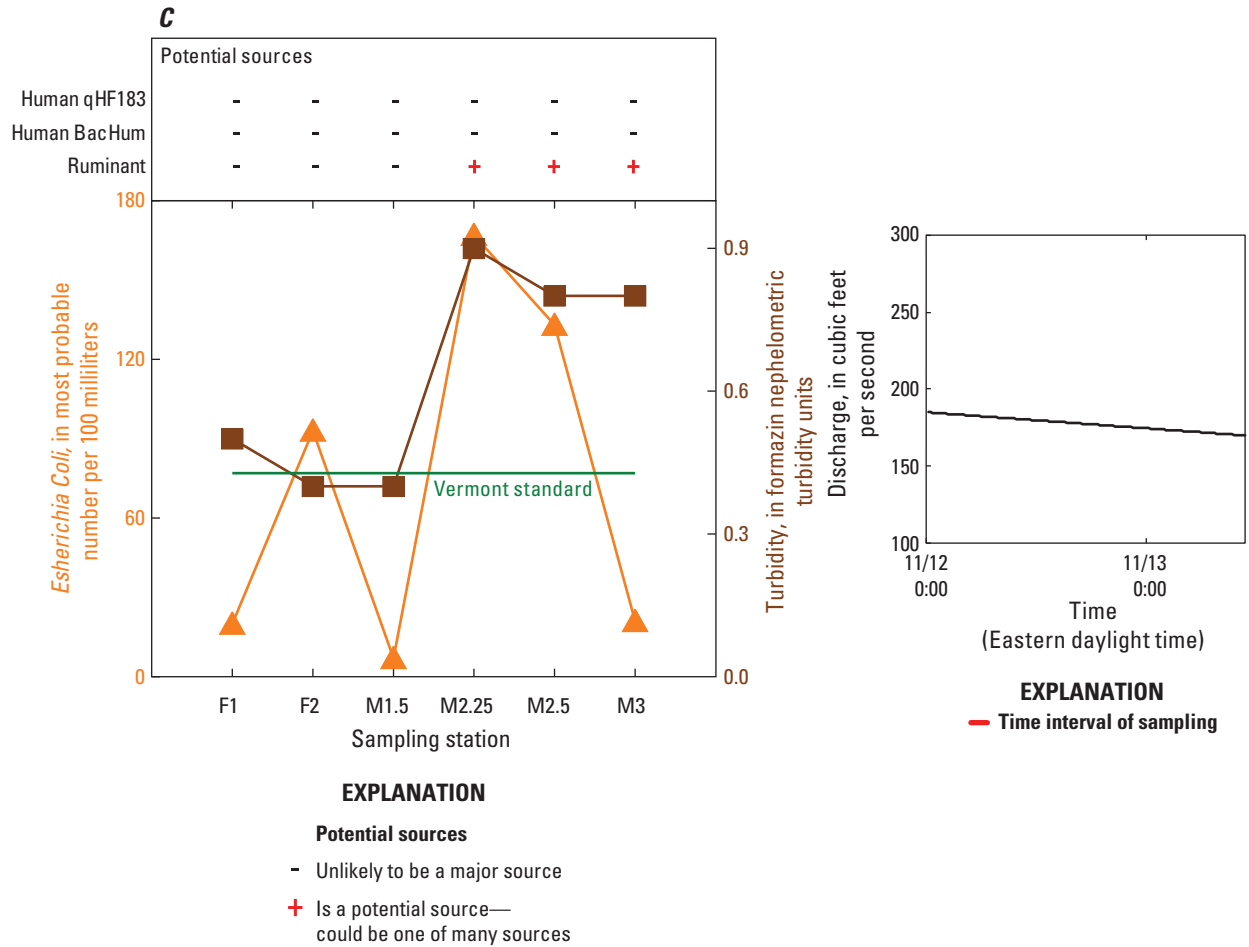 C
Potential sources
Human qHF183
- - - - - -
Human BacHum
- - - - - -
Ruminant
- - - + + +
180
120
60
0
Esherichia Coli, in most probable
number per 100 milliliters
0.9
0.6
0.3
0.0
Turbidity, in formazin nephelometric
turbidity units
Vermont standard
F1 F2 M1.5 M2.25 M2.5 M3
Sampling station
EXPLANATION
Potential sources
- Unlikely to be a major source
+ Is a potential source—
could be one of many sources
300
250
200
150
100
Discharge, in cubic feet
per second
11/12 11/13
0:00 0:00
Time
(Eastern daylight time)
EXPLANATION
Time interval of sampling